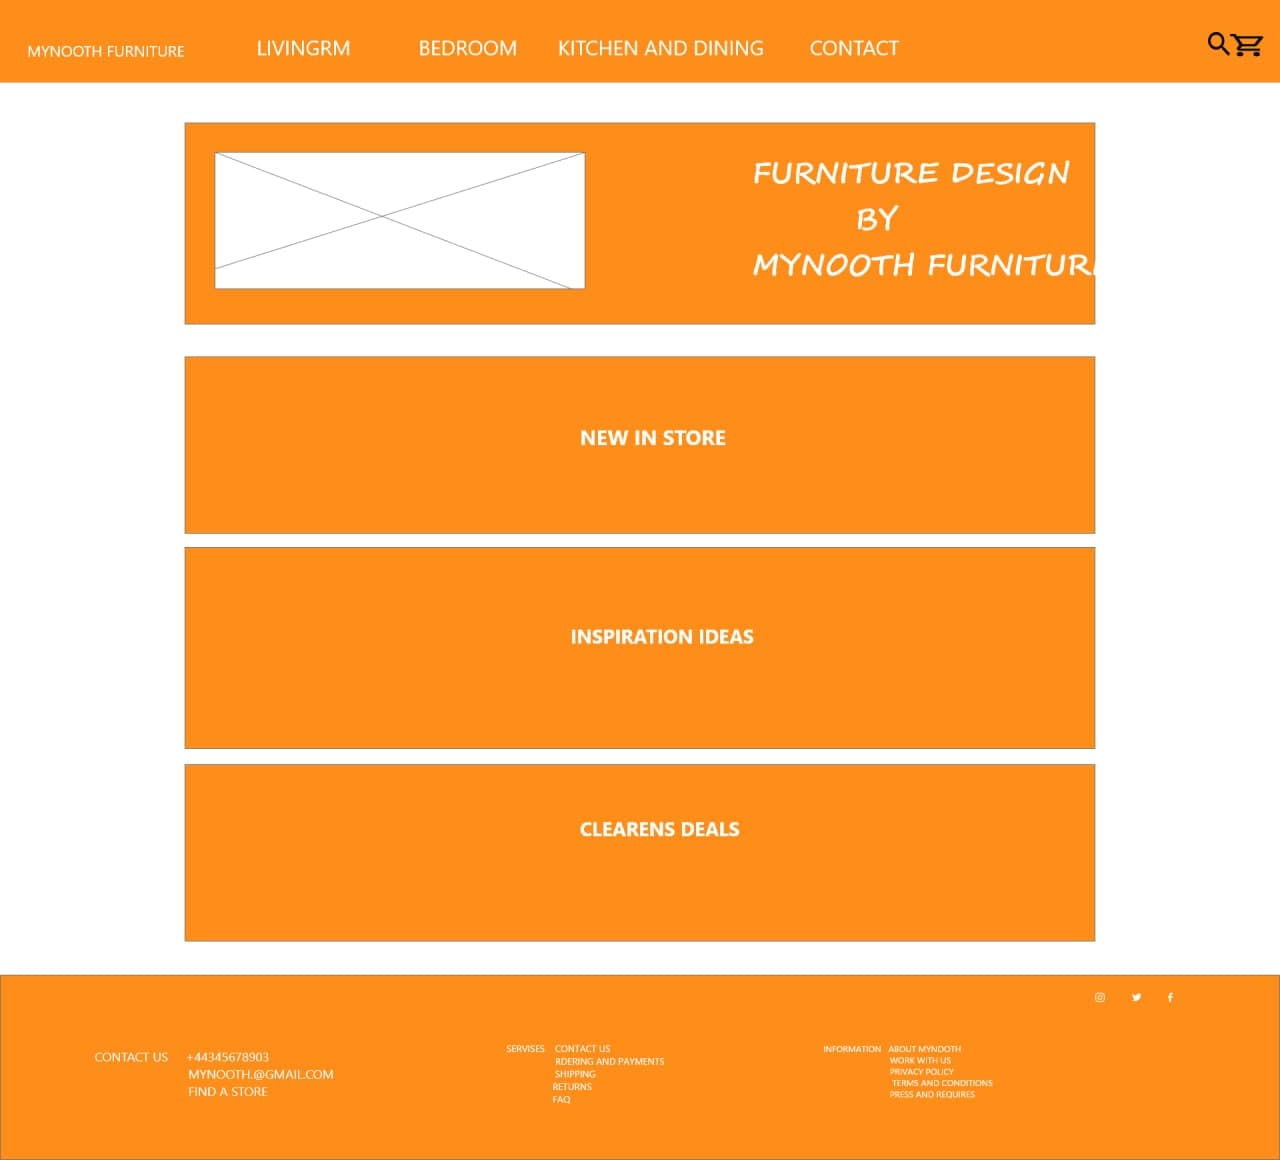 MYNOOTH FURNITURE
LIVINGRM
BEDROOM
KITCHEN AND DINING
CONTACT
FURNITURE DESIGN
BY
MYNOOTH FURNITURE
NEW IN STORE
INSPIRATION IDEAS
CLEARENS DEALS
CONTACT US +44345678903
MYNOOTH.@GMAIL.COM
FIND A STORE
SERVISES CONTACT US
RDERING AND PAYMENTS
SHIPPING
RETURNS
FAQ
INFORMATION ABOUT MYNOOTH
WORK WITH US
PRIVACY POLICY
TERMS AND CONDITIONS
PRESS AND REQUIRES